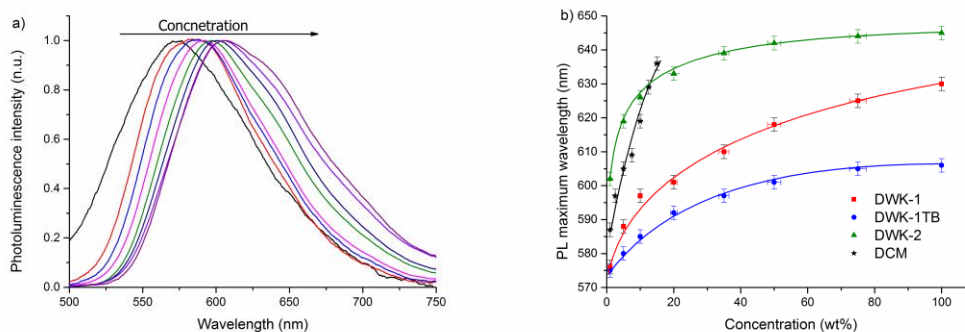 a)
Concnetration
Photoluminescence intensity (n.u.)
1.0
0.8
0.6
0.4
0.2
0.0
500 550 600 650 700 750
Wavelength (nm)
b)
PL maximum wavelength (nm)
650
640
630
620
610
600
590
580
570
DWK-1
DWK-1TB
DWK-2
DCM
0 20 40 60 80 100
Concentration (wt%)